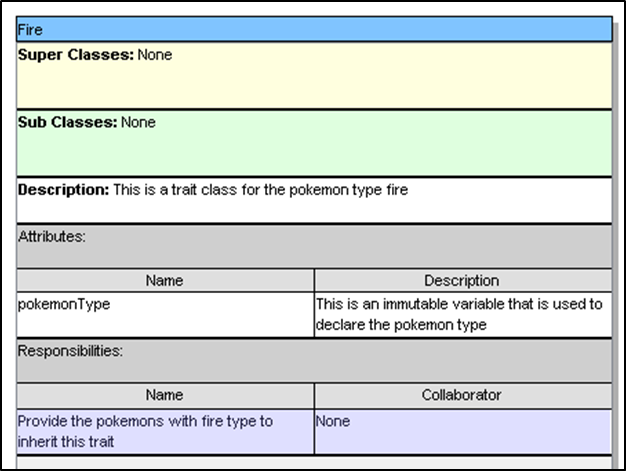 Fire
Super Classes: None
Sub Classes: None
Description: This is a trait class for the pokemon type fire
Attributes:
Name Description
pokemonType This is an immutable variable that is used to
declare the pokemon type
Responsibilities:
Name Collaborator
Provide the pokemons with fire type to None
inherit this trait